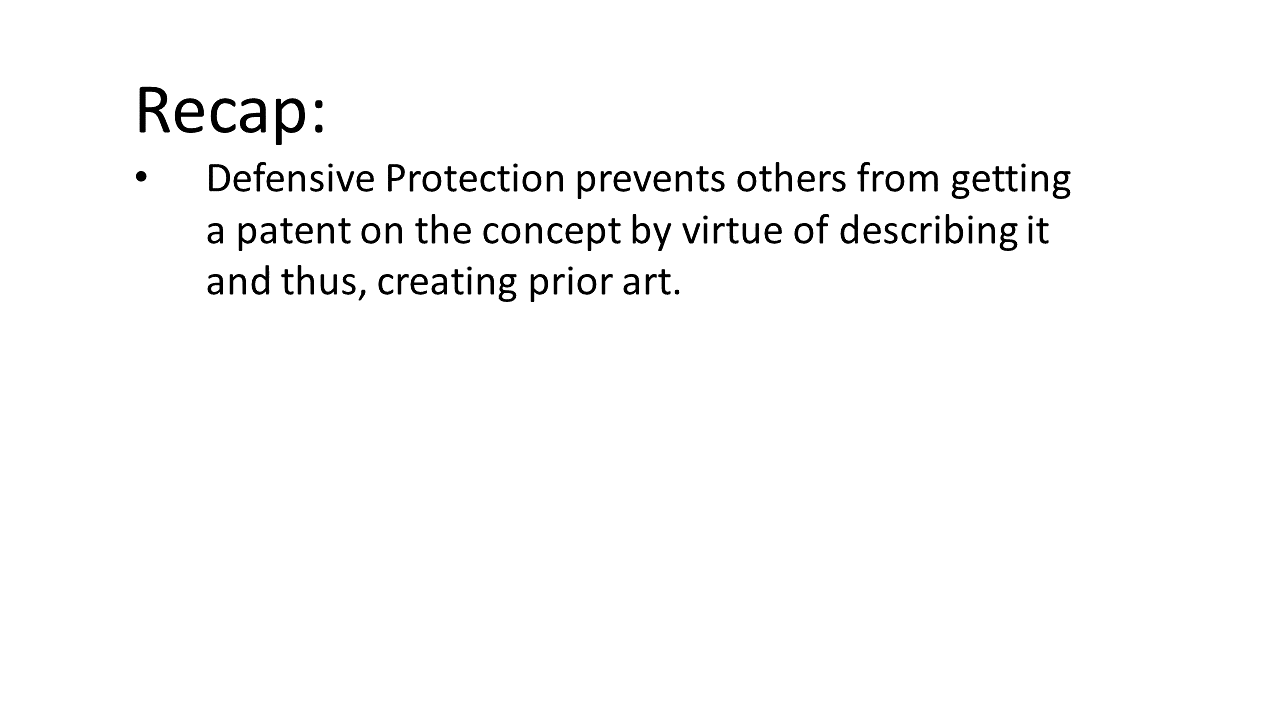 Recap:
• Defensive Protection prevents others from getting
a patent on the concept by virtue of describing it
and thus, creating prior art.